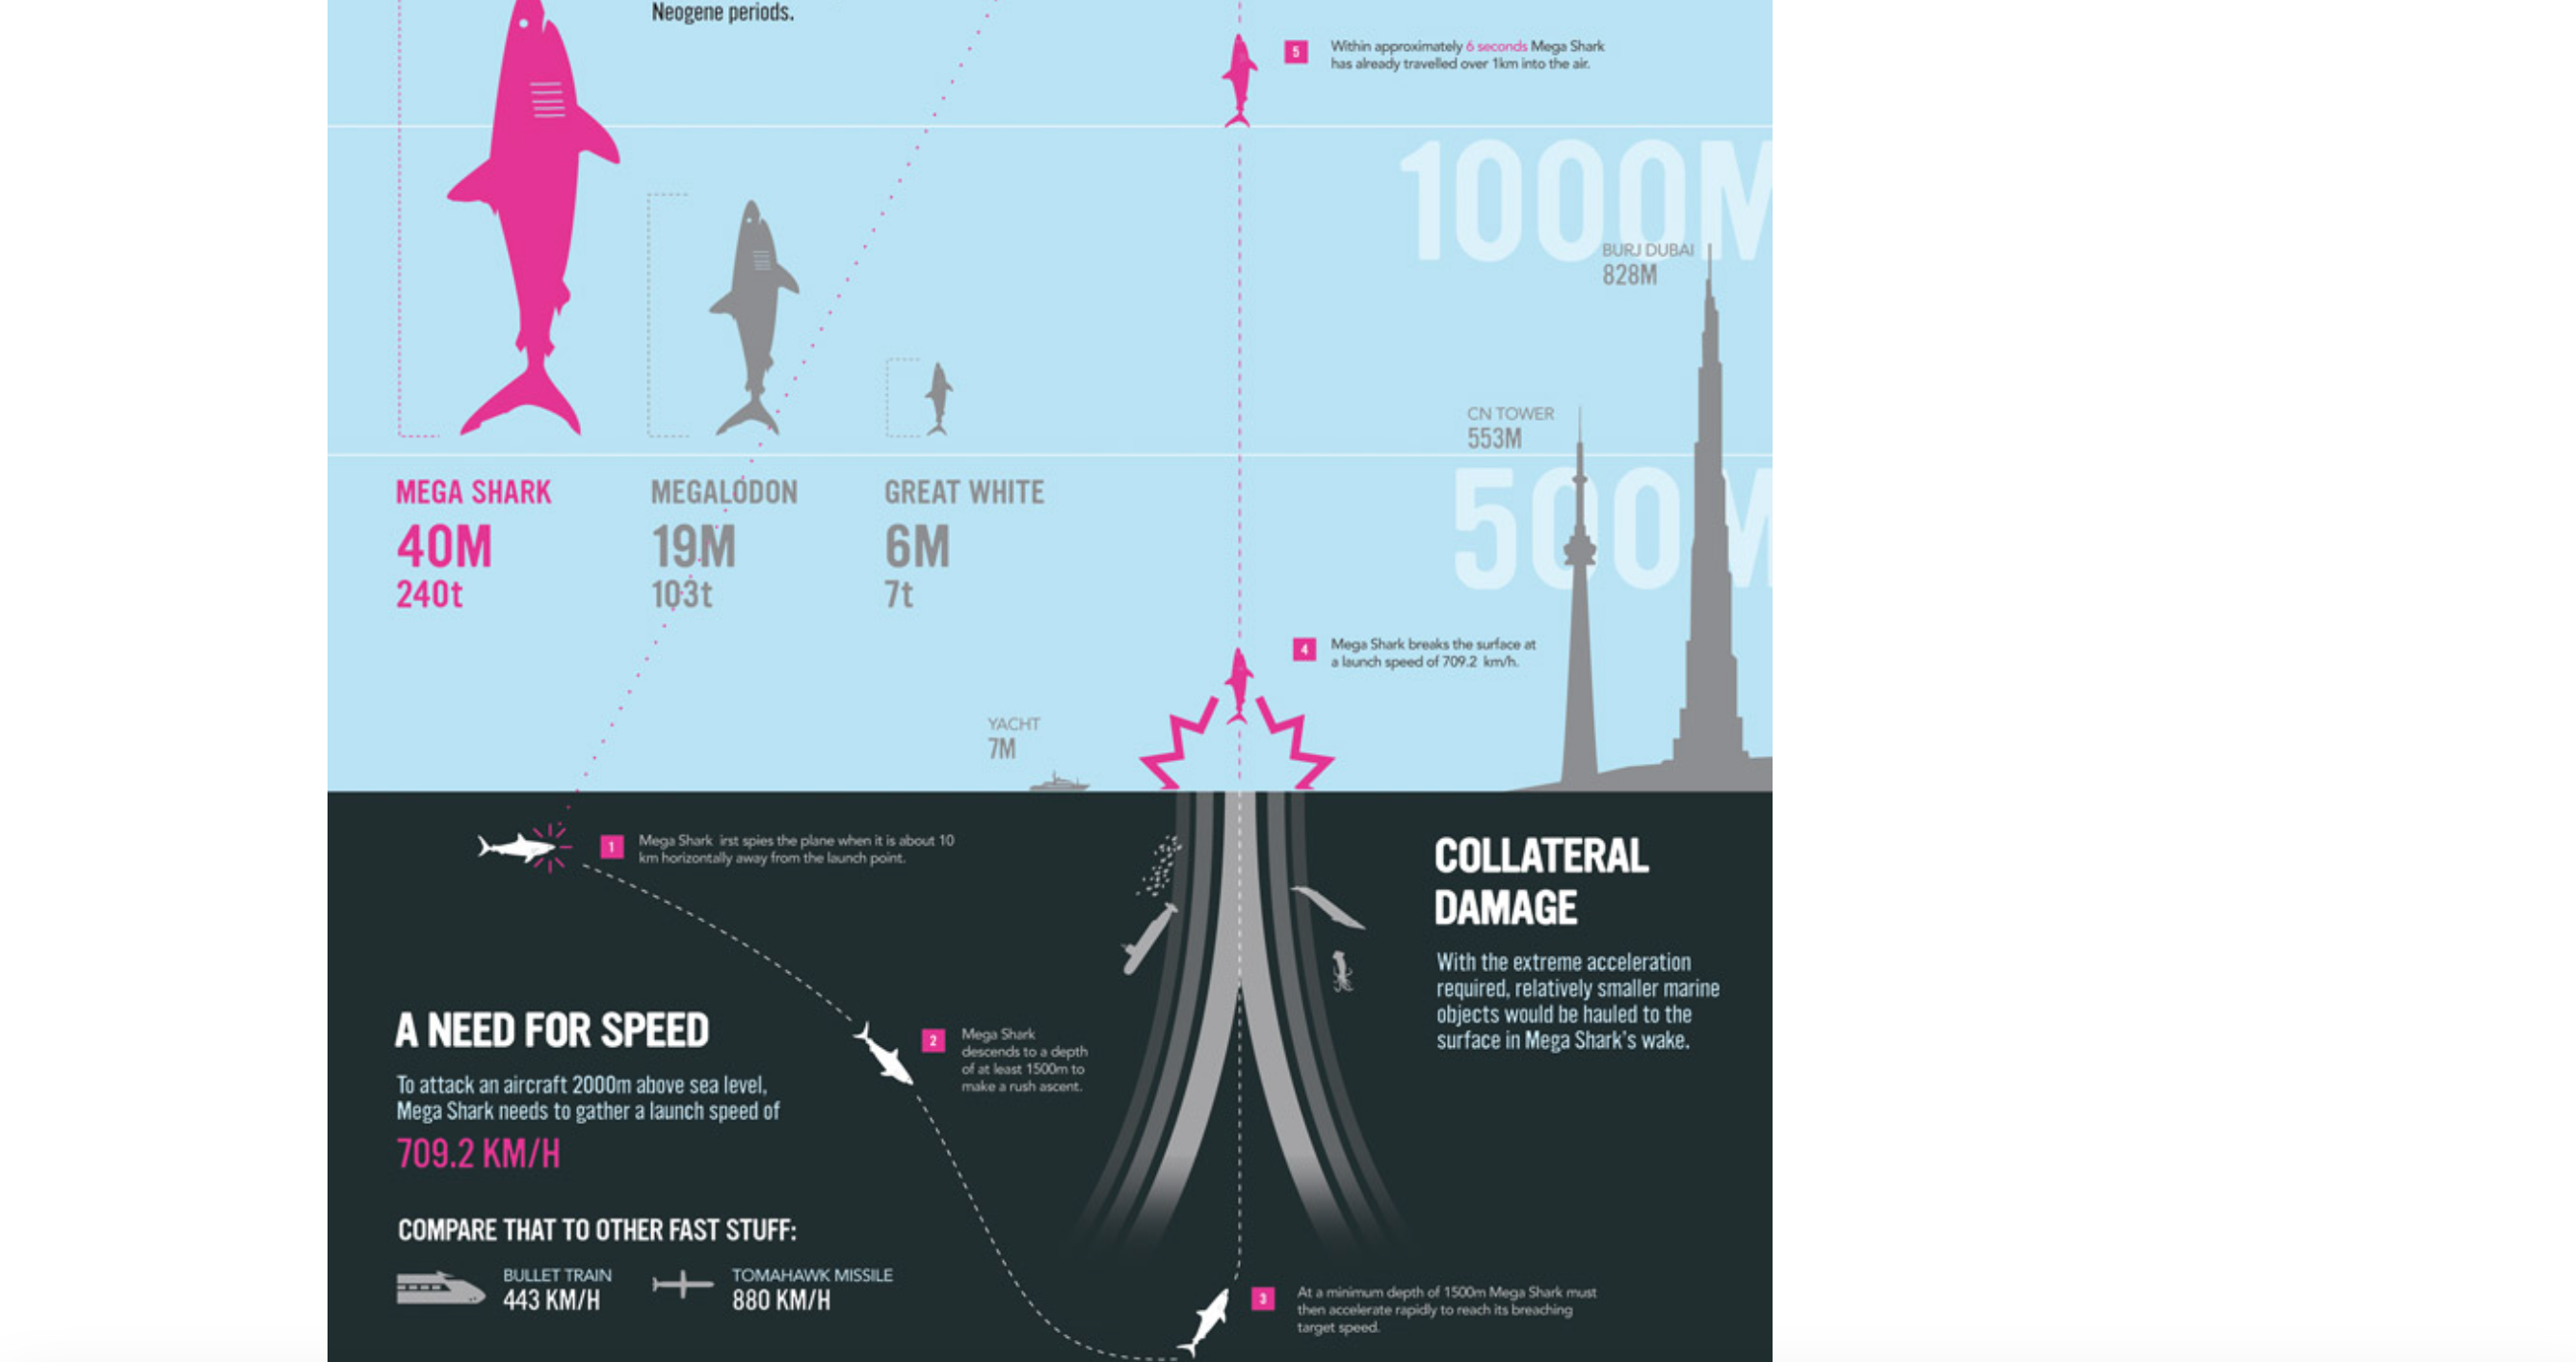 Neogene periods.
5
Within approximately 6 seconds Mega Shark
has already travelled over 1km into the air.
1000M
BURJ DUBAI
828M
CN TOWER
553M
500M
MEGA SHARK
40M
240t
MEGALODON
19M
103t
GREAT WHITE
6M
7t
4
Mega Shark breaks the surface at
a launch speed of 709.2 km/h.
YACHT
7M
1
Mega Shark irst spies the plane when it is about 10
km horizontally away from the launch point.
COLLATERAL
DAMAGE
With the extreme acceleration
required, relatively smaller marine
objects would be hauled to the
surface in Mega Shark's wake.
A NEED FOR SPEED
To attack an aircraft 2000m above sea level,
Mega Shark needs to gather a launch speed of
709.2 KM/H
2
Mega Shark
descends to a depth
of at least 1500m to
make a rush ascent.
COMPARE THAT TO OTHER FAST STUFF:
BULLET TRAIN
443 KM/H
TOMAHAWK MISSILE
880 KM/H
3
At a minimum depth of 1500m Mega Shark must
then accelerate rapidly to reach its breaching
target speed.